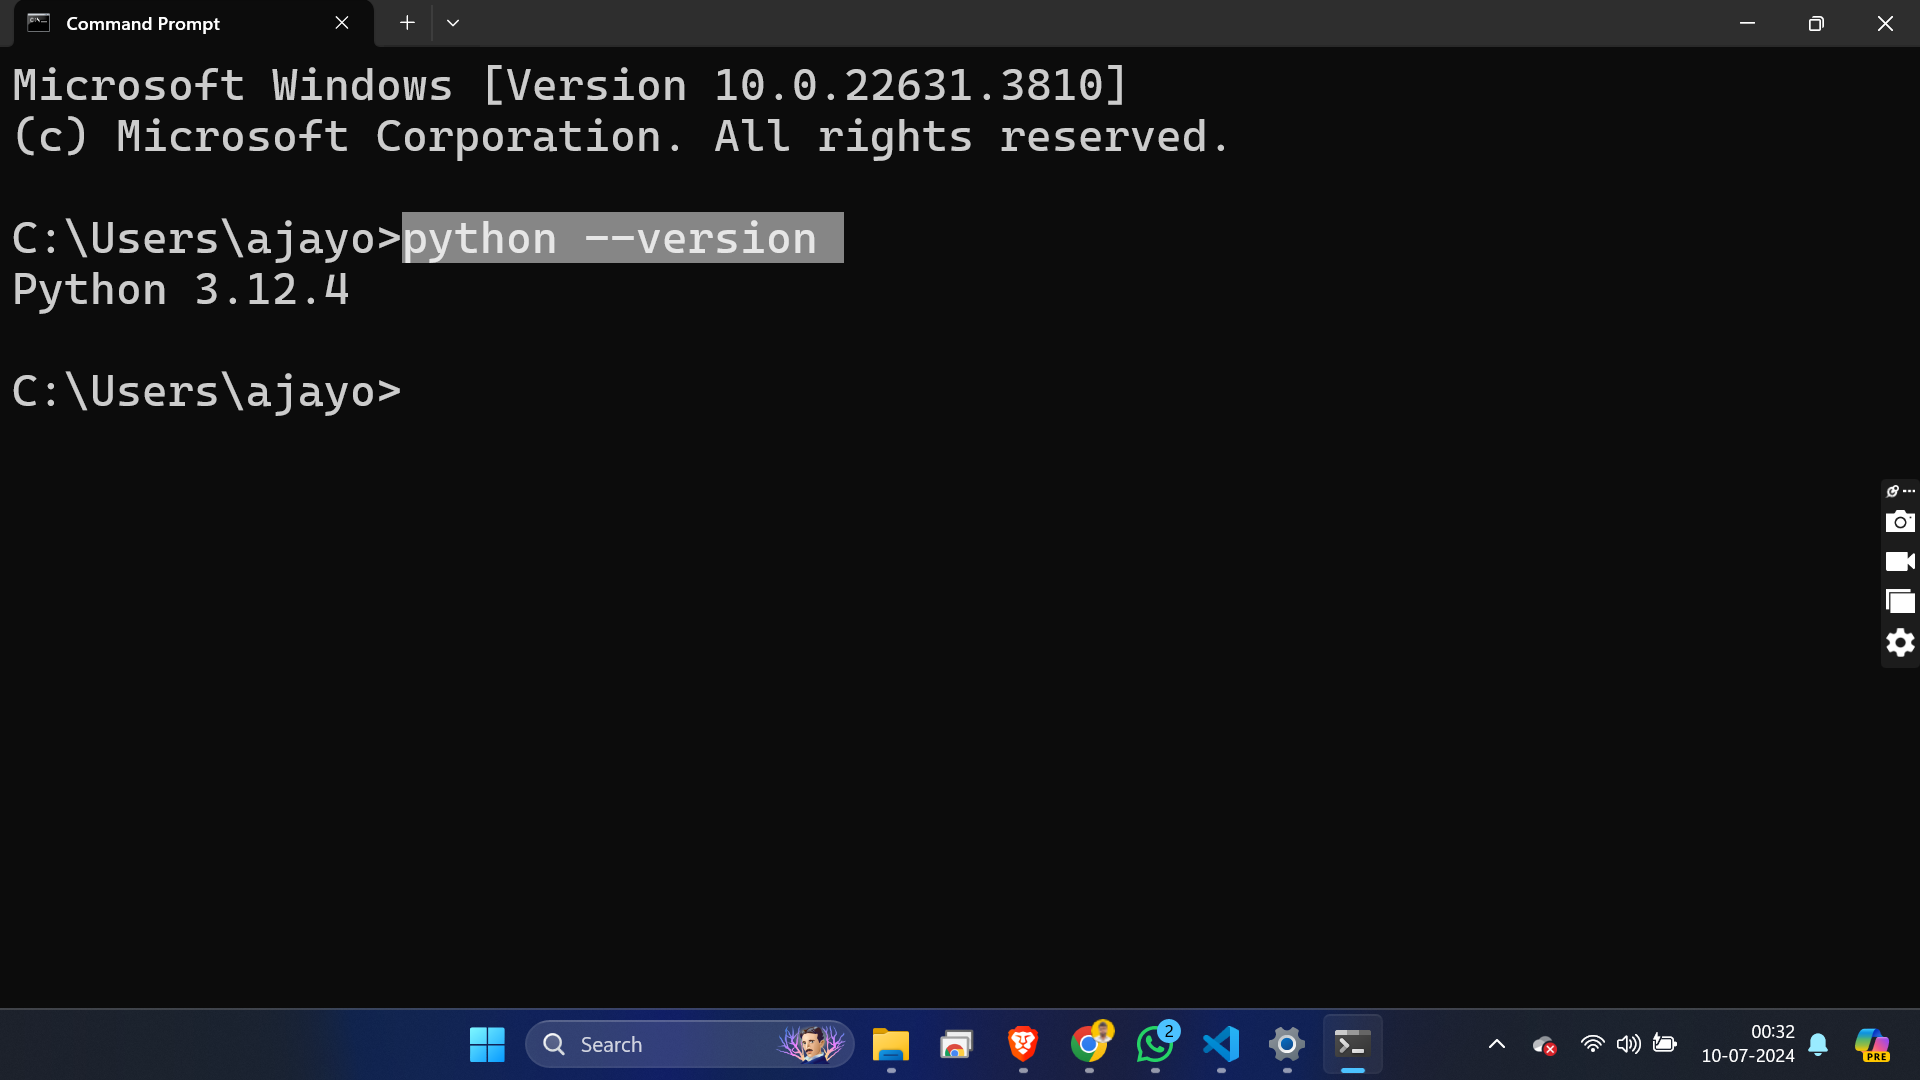 Command Prompt
Microsoft Windows [Version 10.0.22631.3810]
(c) Microsoft Corporation. All rights reserved.
C:\Users\ajayo>python --version
Python 3.12.4
C:\Users\ajayo>
Search
2
00:32
10-07-2024
PRE